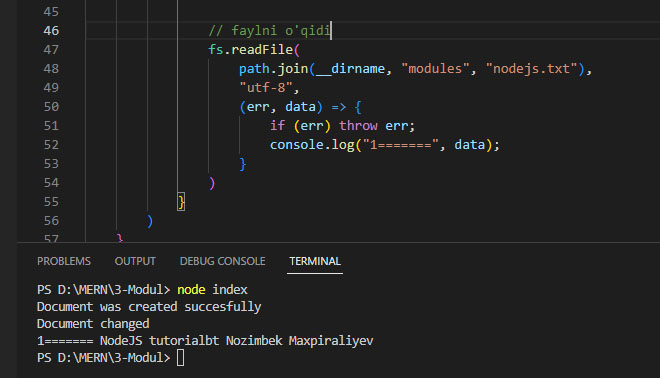 45
46 // faylni o'qidi
47 fs.readFile(
48 path.join(__dirname, "modules", "nodejs.txt"),
49 "utf-8",
50 (err, data) => {
51 if (err) throw err;
52 console.log("1=======", data);
53 }
54 )
55 }
56 )
57 }
PROBLEMS OUTPUT DEBUG CONSOLE TERMINAL
PS D:\MERN\3-Modul> node index
Document was created succesfully
Document changed
1======= NodeJS tutorialbt Nozimbek Maxpiraliyev
PS D:\MERN\3-Modul>